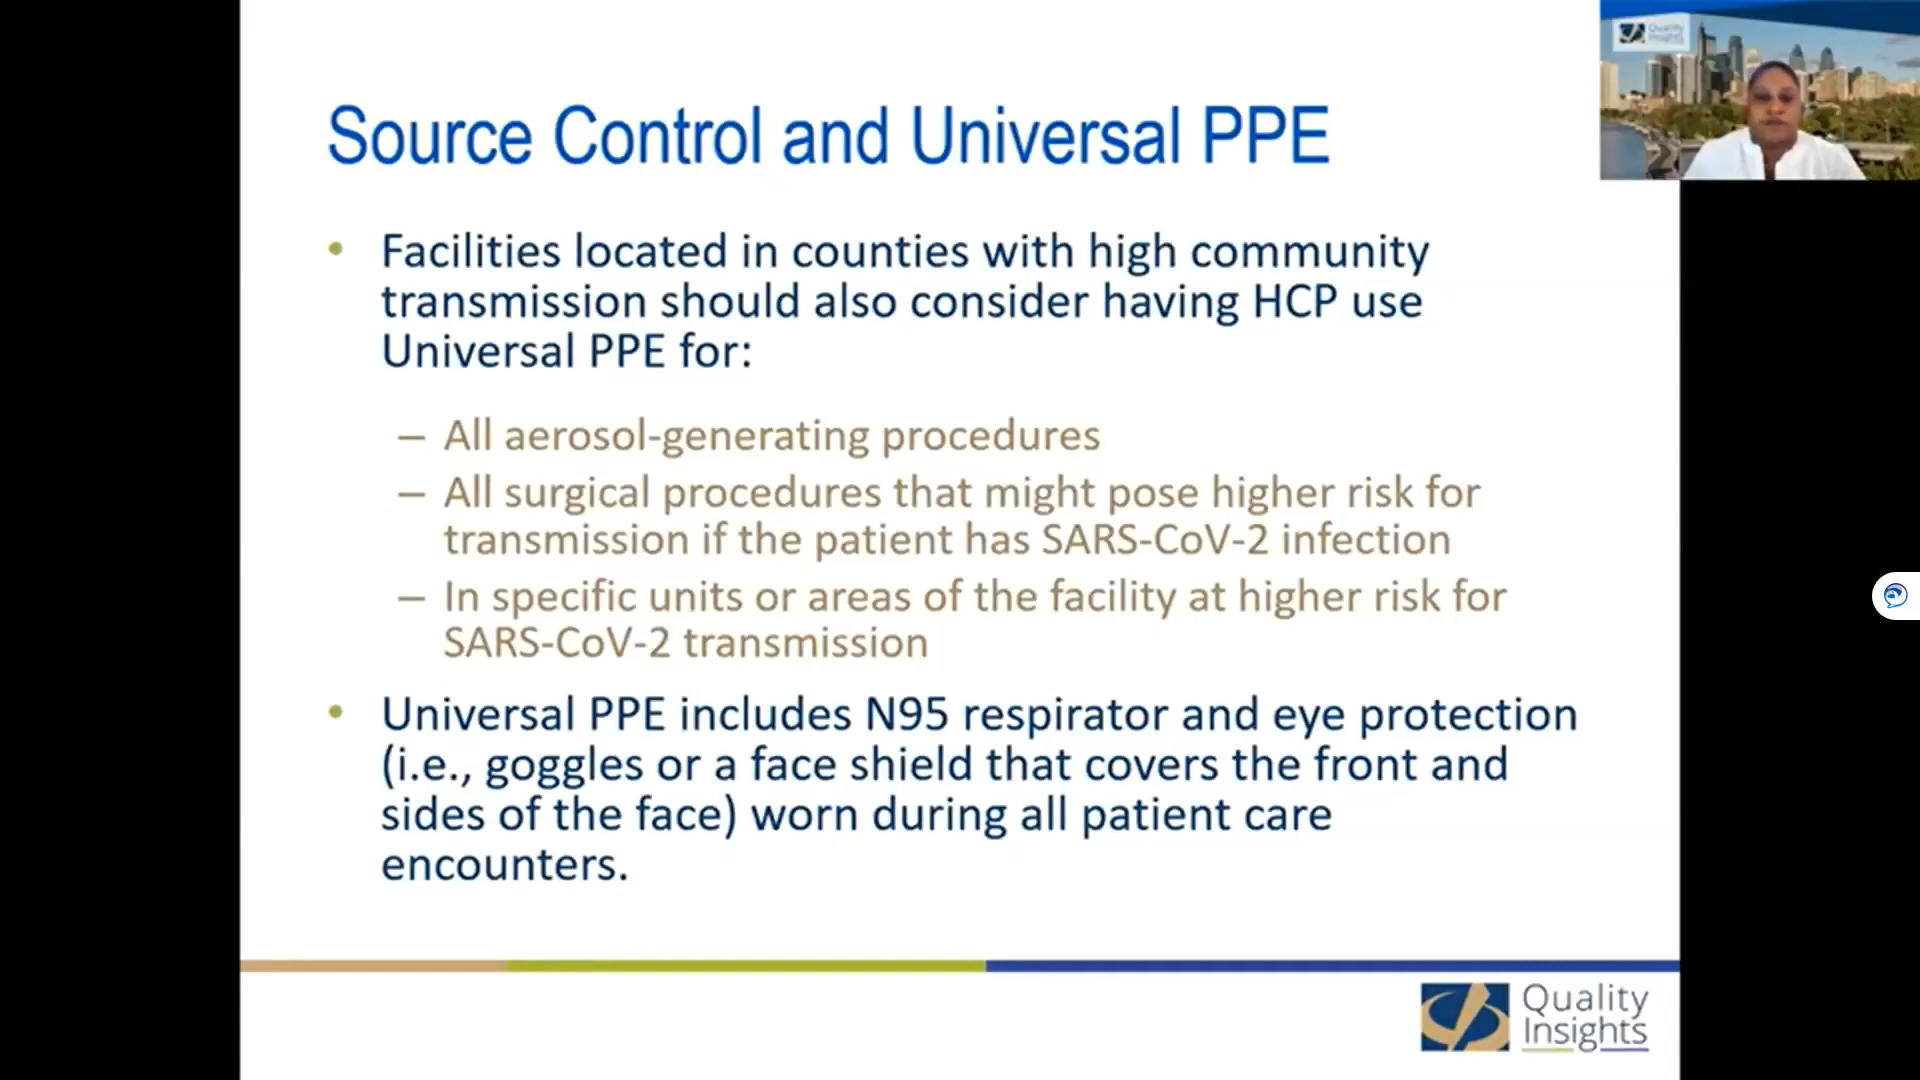 Quality
Insights
Source Control and Universal PPE
• Facilities located in counties with high community
transmission should also consider having HCP use
Universal PPE for:
– All aerosol-generating procedures
– All surgical procedures that might pose higher risk for
transmission if the patient has SARS-CoV-2 infection
– In specific units or areas of the facility at higher risk for
SARS-CoV-2 transmission
• Universal PPE includes N95 respirator and eye protection
(i.e., goggles or a face shield that covers the front and
sides of the face) worn during all patient care
encounters.
Quality
Insights